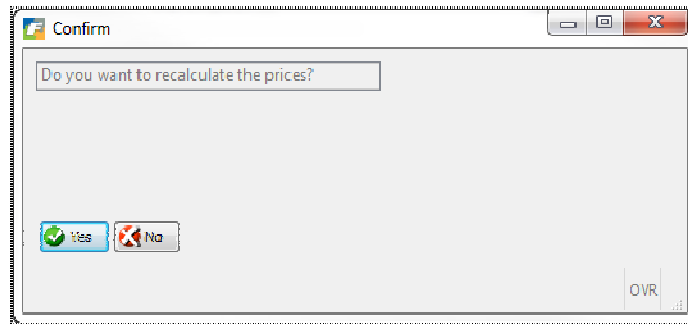 Confirm
Do you want to recalculate the prices?
Yes
No
OVR